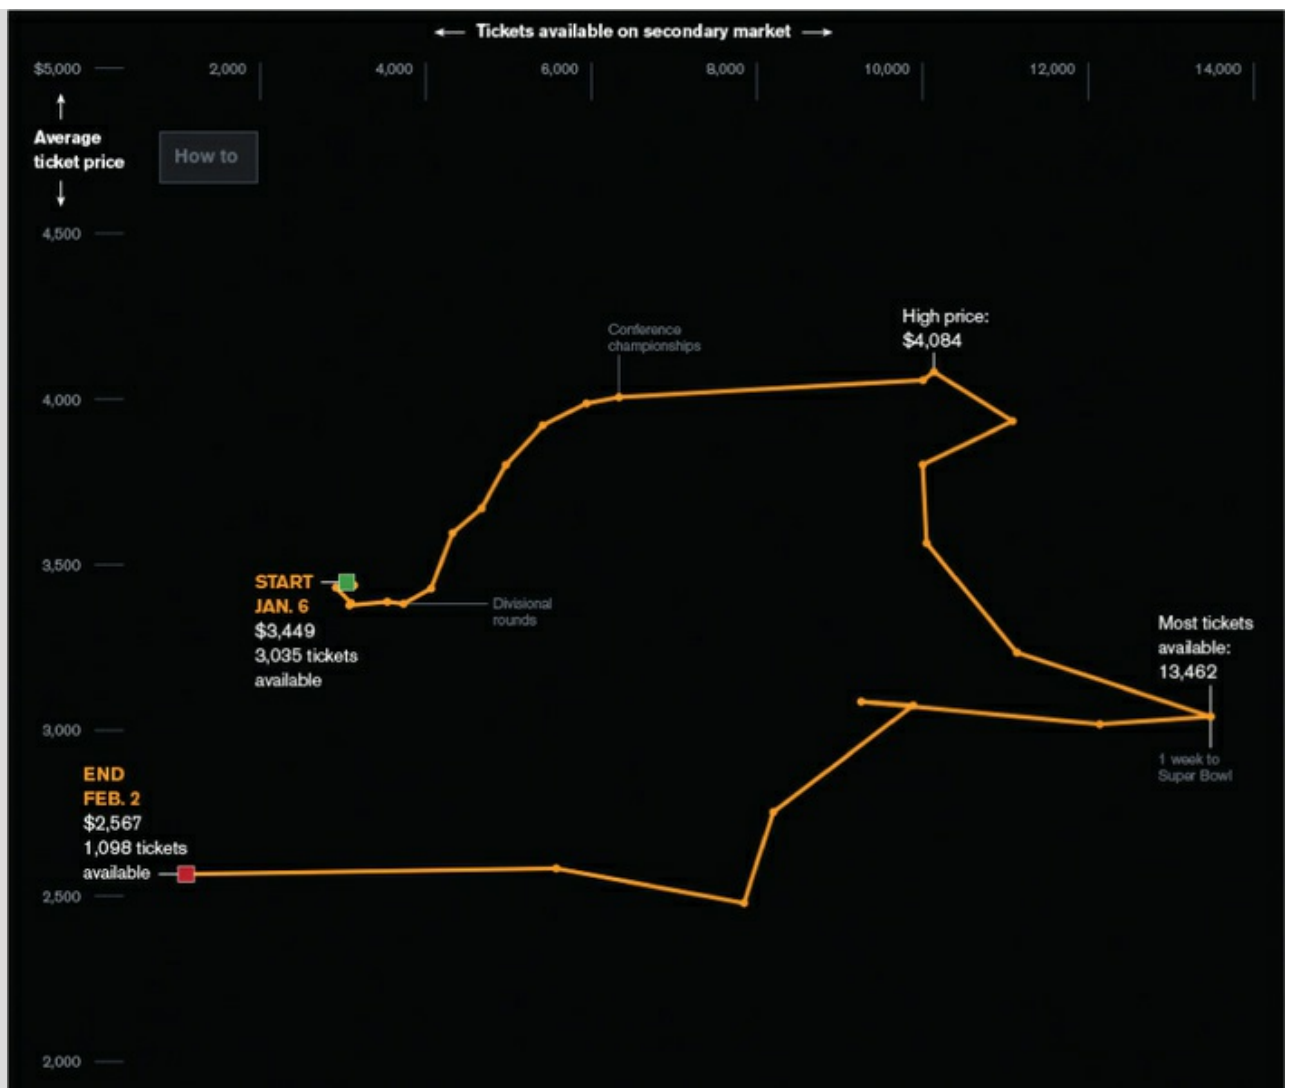 Tickets available on secondary market
$5,000
2,000
4,000
6,000
8,000
10,000
12,000
14,000
Average
ticket price
How to
4,500
High price:
$4,084
Conference
championships
4,000
3,500
START
JAN. 6
$3,449
3,035 tickets
available
Divisional
rounds
Most tickets
available:
13,462
3,000
1 week to
Super Bowl
END
FEB. 2
$2,567
1,098 tickets
available
2,500
2,000